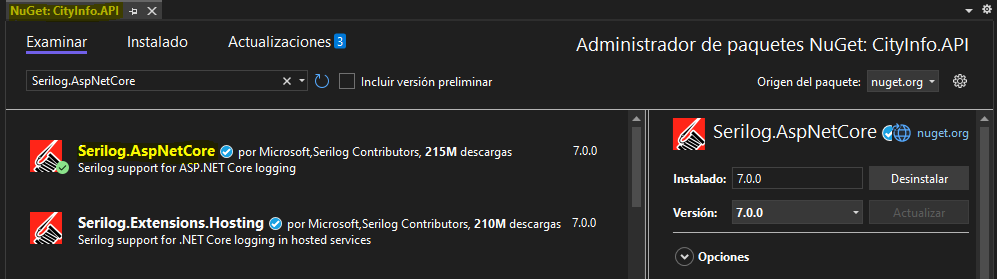 NuGet: CityInfo.API
Examinar Instalado Actualizaciones 3
Administrador de paquetes NuGet: CityInfo.API
Serilog.AspNetCore Incluir versión preliminar Origen del paquete: nuget.org
Serilog.AspNetCore por Microsoft,Serilog Contributors, 215M descargas 7.0.0
Serilog support for ASP.NET Core logging
Serilog.Extensions.Hosting por Microsoft,Serilog Contributors, 210M descargas 7.0.0
Serilog support for .NET Core logging in hosted services
Serilog.AspNetCore nuget.org
Instalado: 7.0.0 Desinstalar
Versión: 7.0.0 Actualizar
Opciones